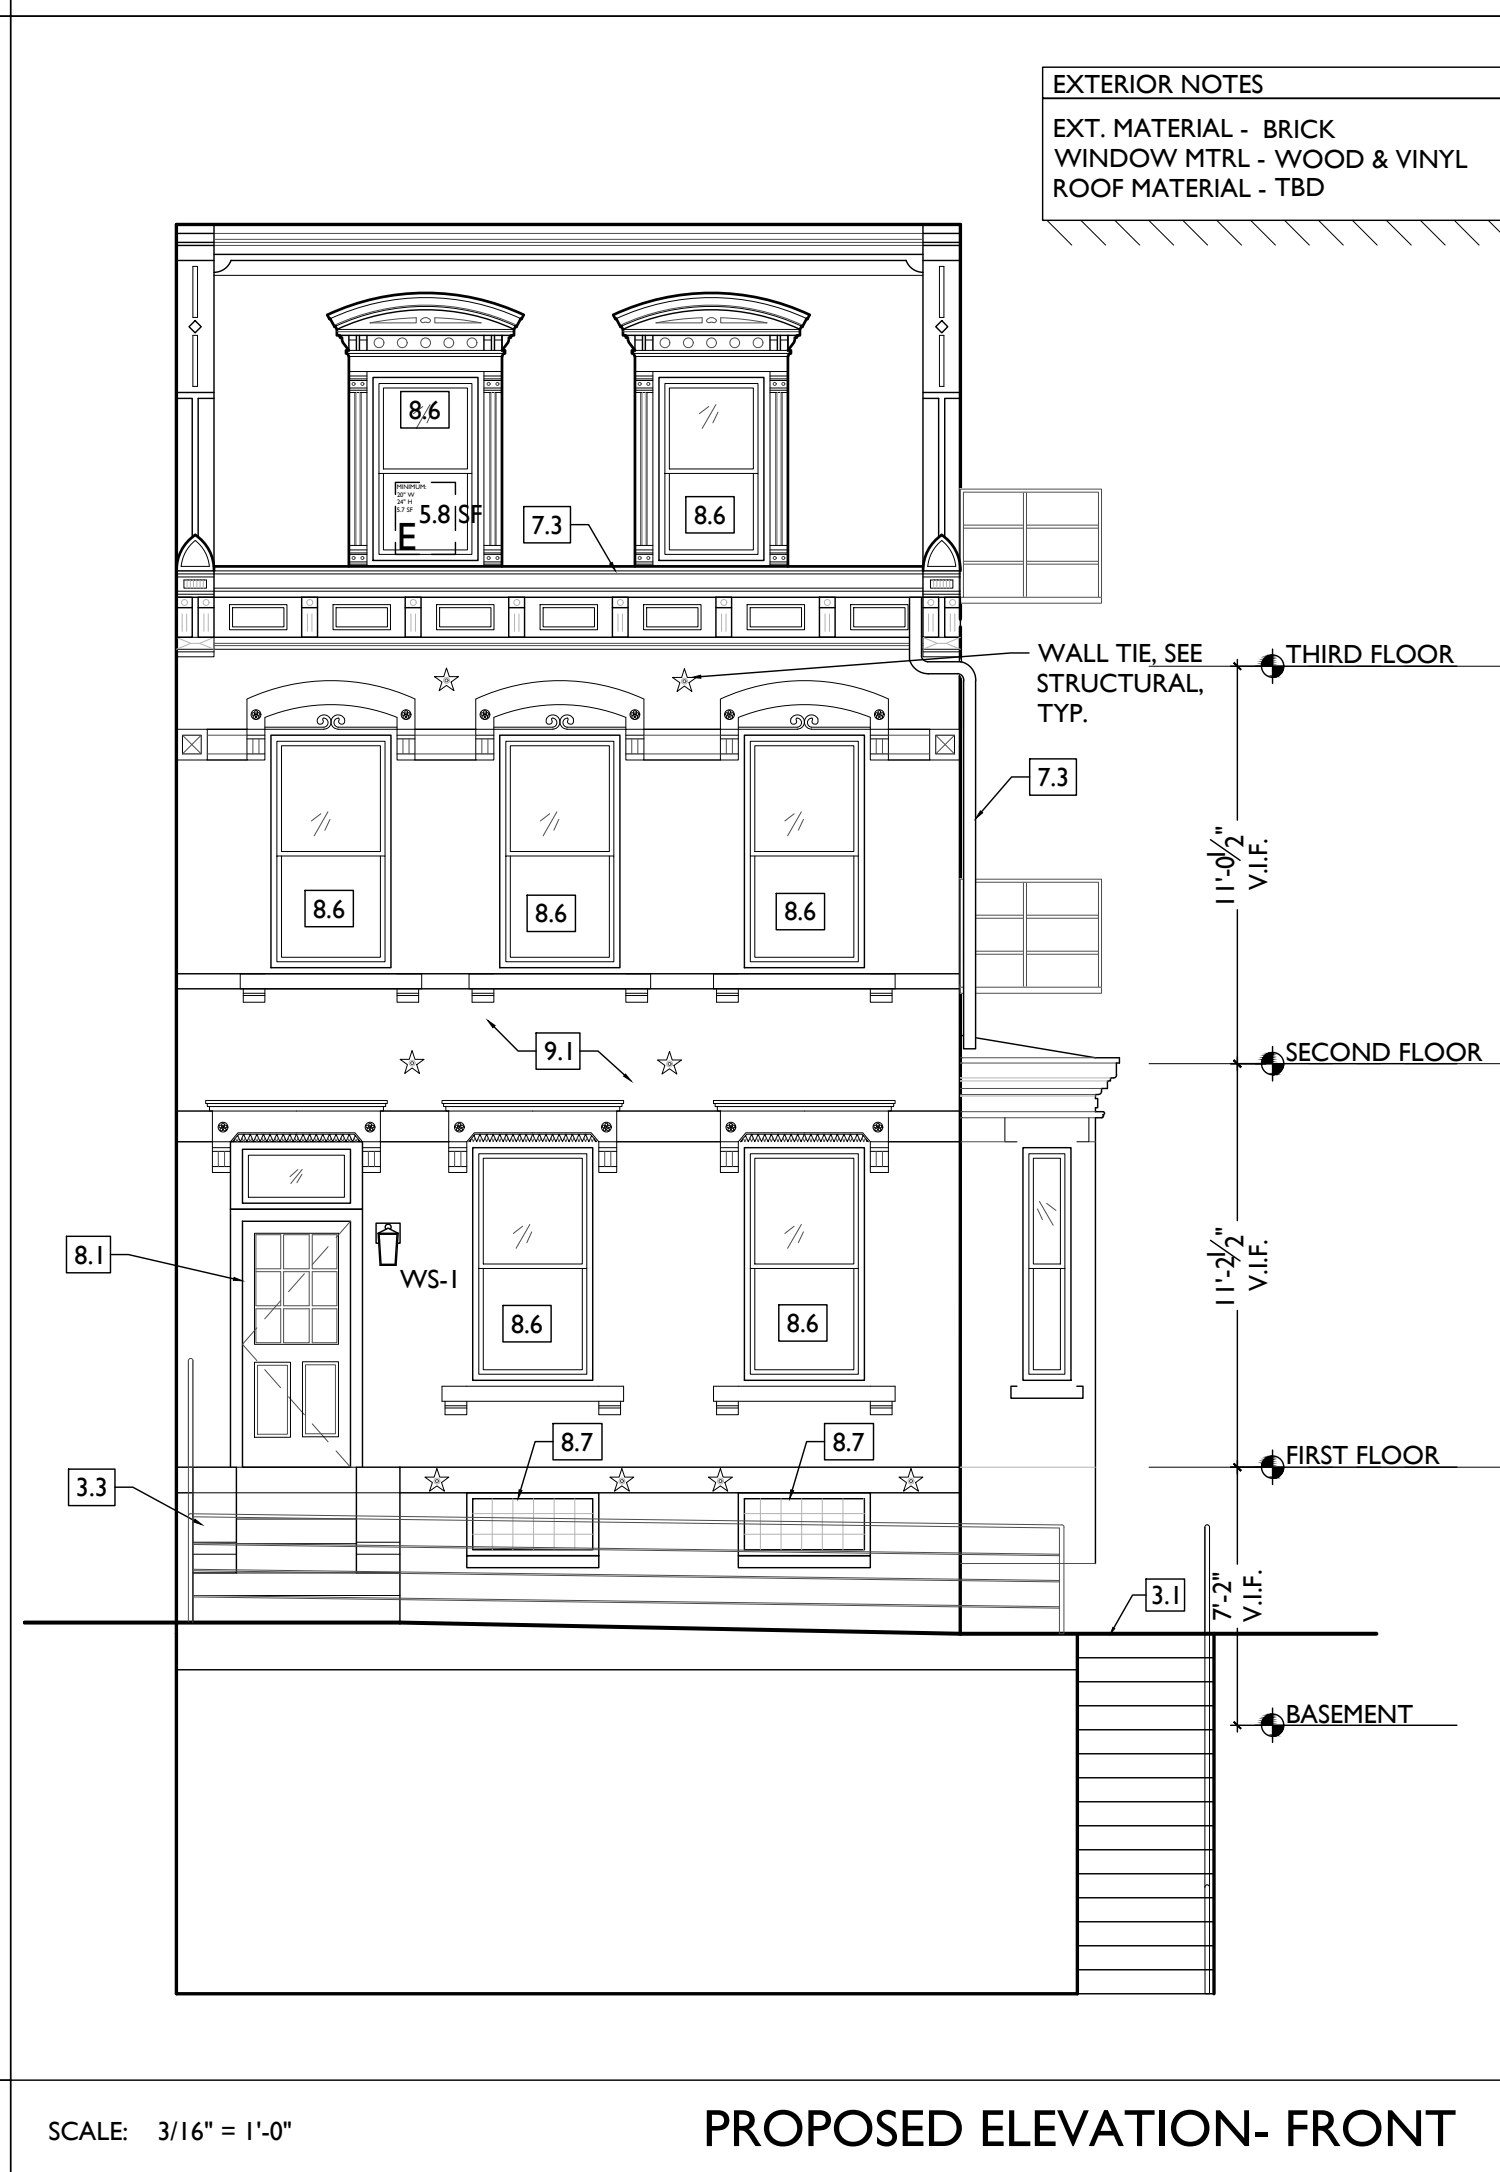 EXTERIOR NOTES
EXT. MATERIAL - BRICK
WINDOW MTRL - WOOD & VINYL
ROOF MATERIAL - TBD
8.6
MINIMUM:
20" W
24" H
5.7 SF
5.8 SF
E
7.3
8.6
WALL TIE, SEE
STRUCTURAL,
TYP.
THIRD FLOOR
7.3
11'-0 1/2"
V.I.F.
8.6
8.6
8.6
9.1
SECOND FLOOR
8.1
WS-1
11'-2 1/2"
V.I.F.
8.6
8.6
8.7
8.7
FIRST FLOOR
3.3
3.1
7'-2"
V.I.F.
BASEMENT
SCALE: 3/16" = 1'-0"
PROPOSED ELEVATION- FRONT